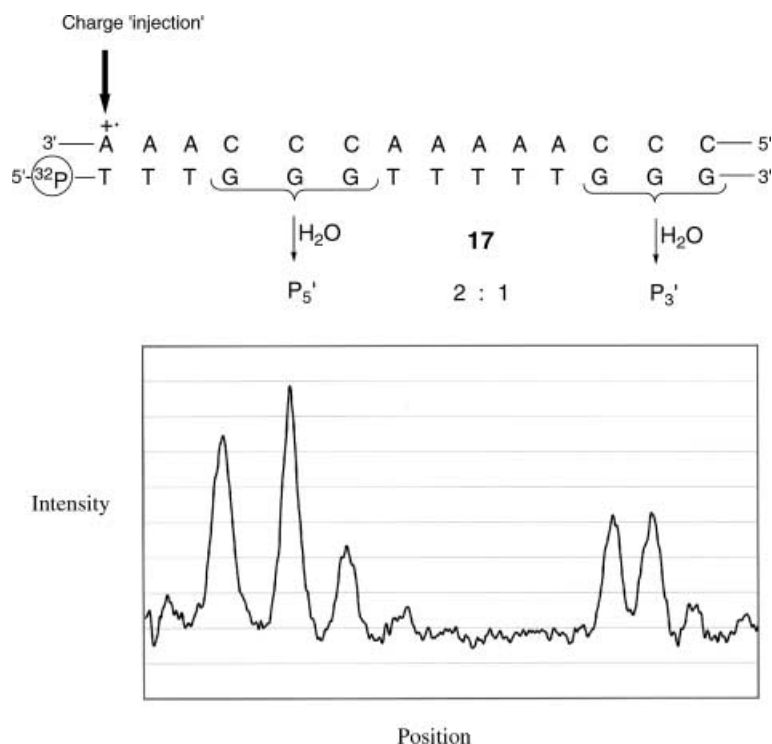 Charge 'injection'
+·
3'—A A A C C C A A A A A C C C—5'
5'-³²P—T T T G G G T T T T T G G G—3'
H₂O 17 H₂O
P₅' 2 : 1 P₃'
Intensity
Position